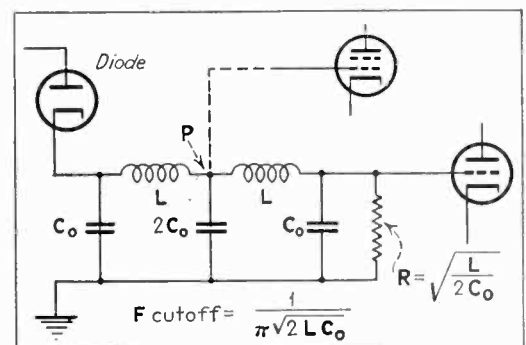 Diode
P
L
L
C₀
2C₀
C₀
R=√(L/2C₀)
F cutoff= 1/(π√(2LC₀))